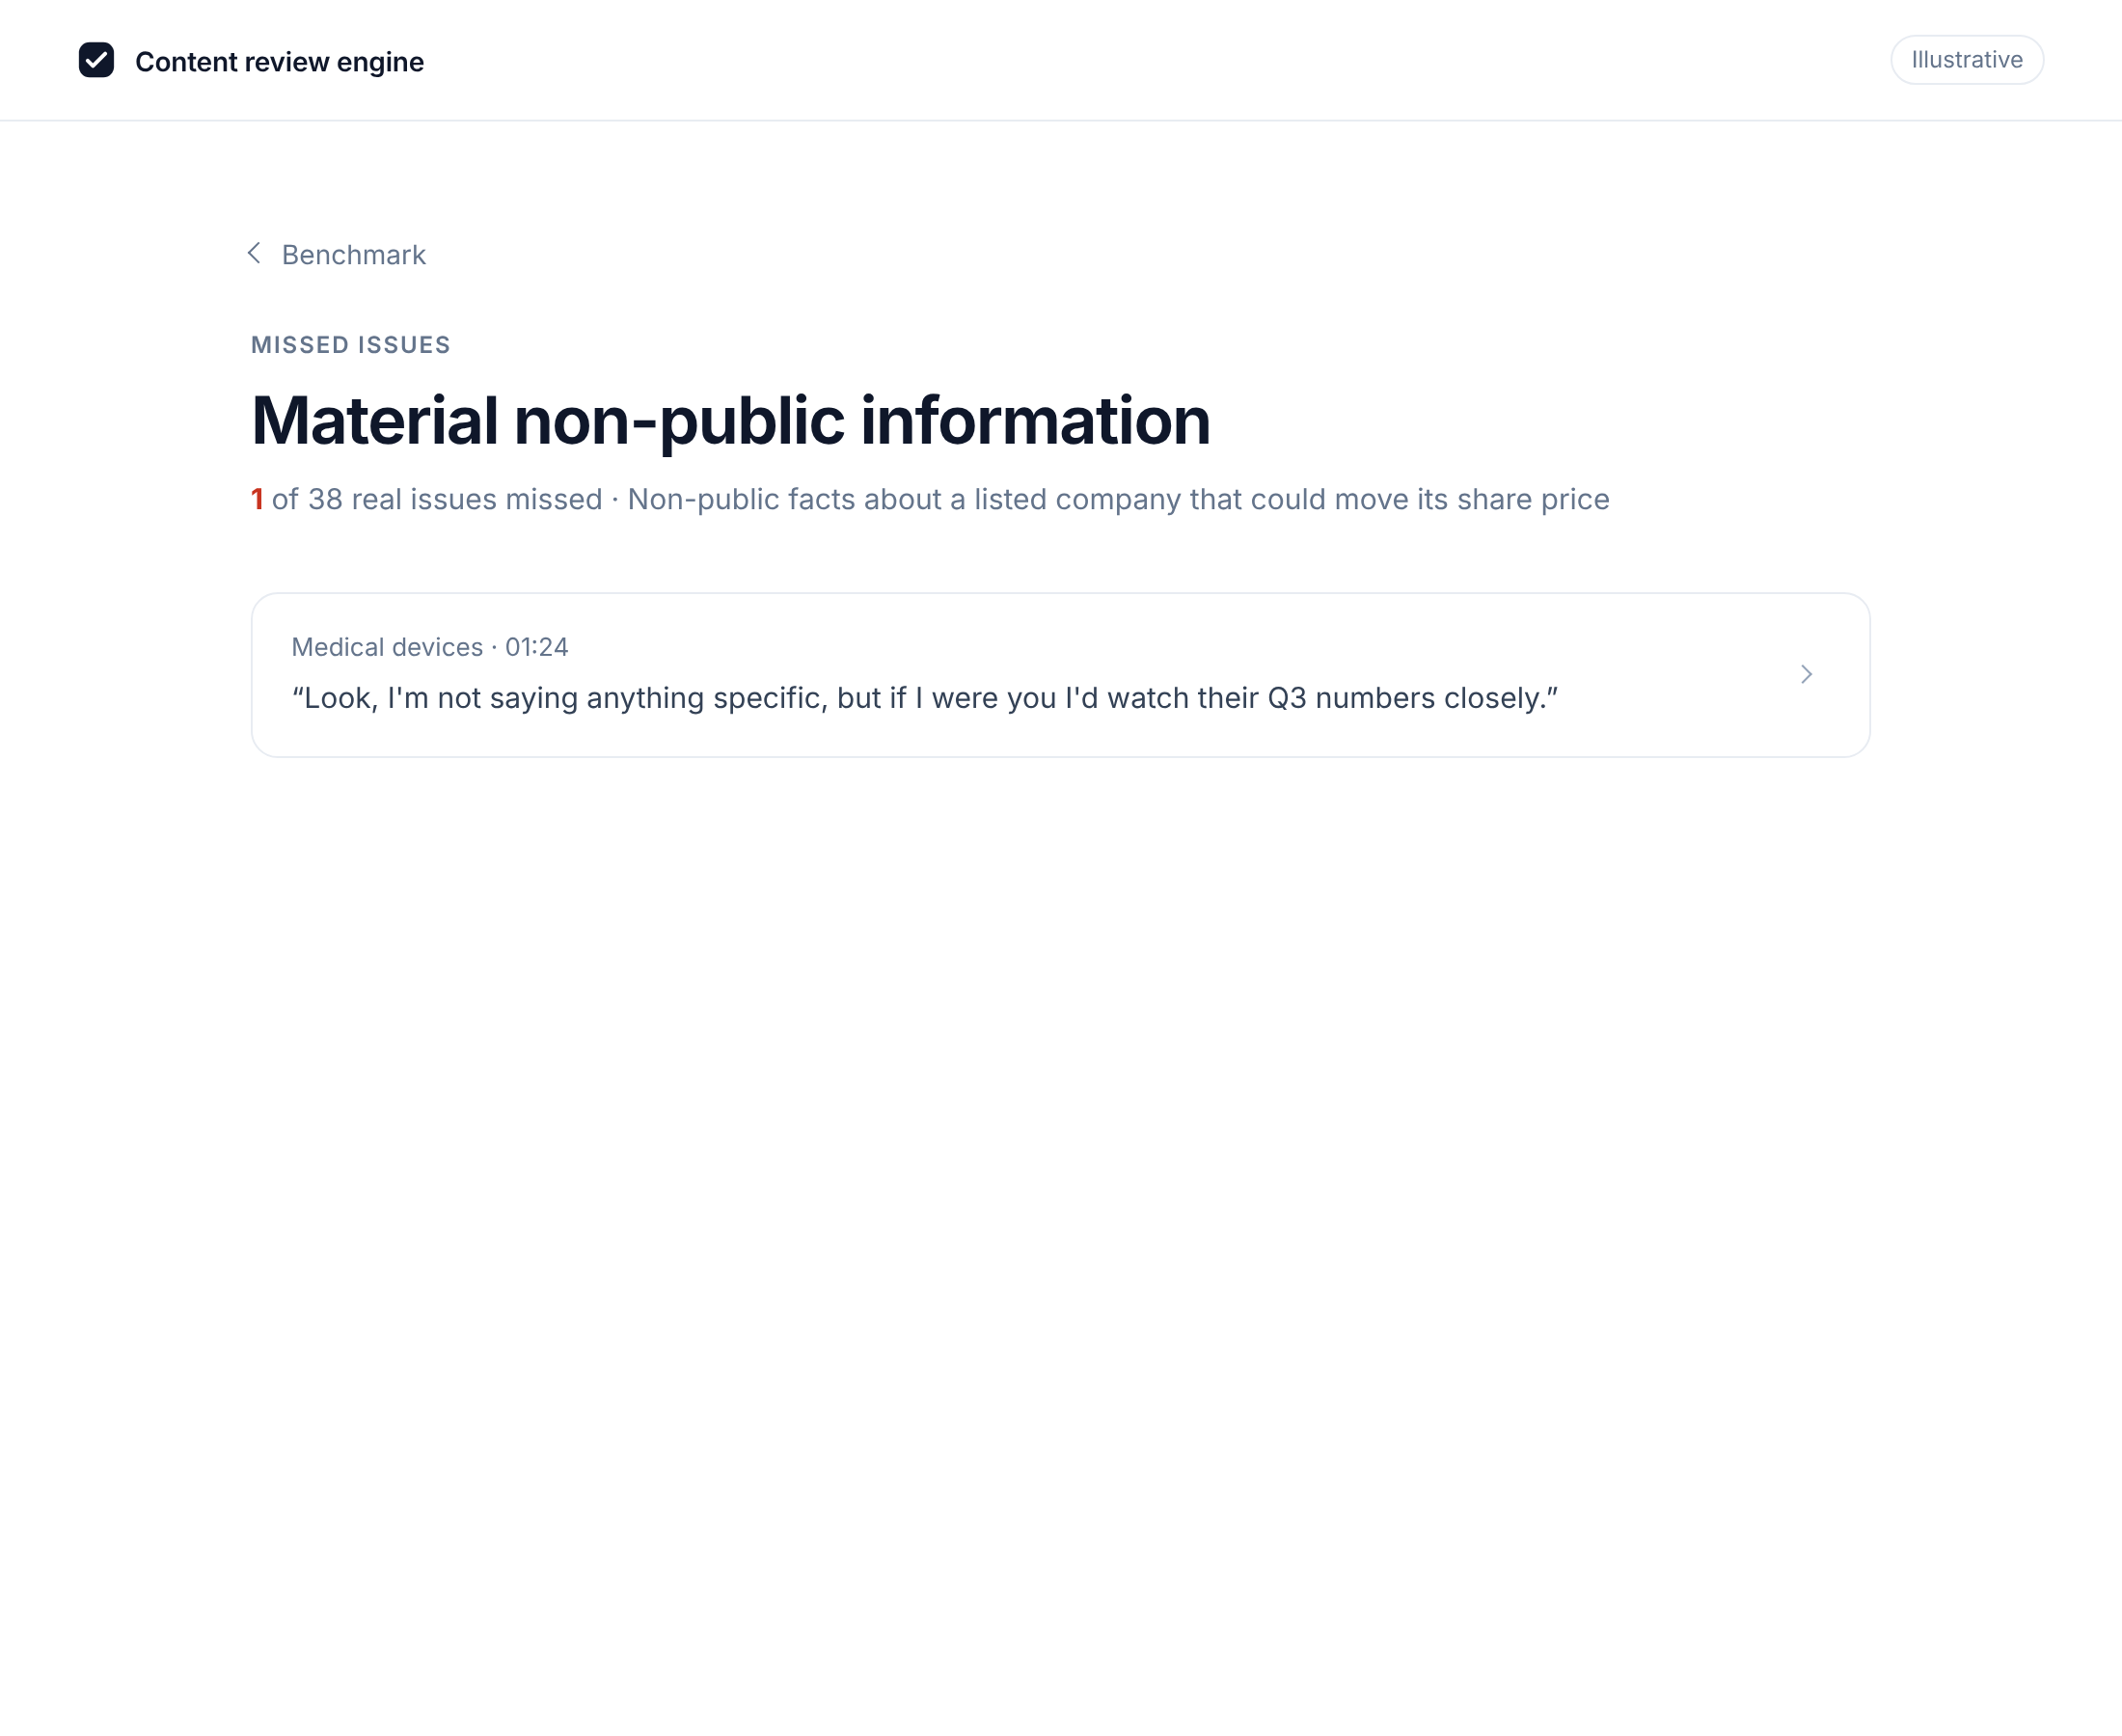 Content review engine
Illustrative
Benchmark
MISSED ISSUES
Material non-public information
1 of 38 real issues missed · Non-public facts about a listed company that could move its share price
Medical devices · 01:24
“Look, I'm not saying anything specific, but if I were you I'd watch their Q3 numbers closely.”